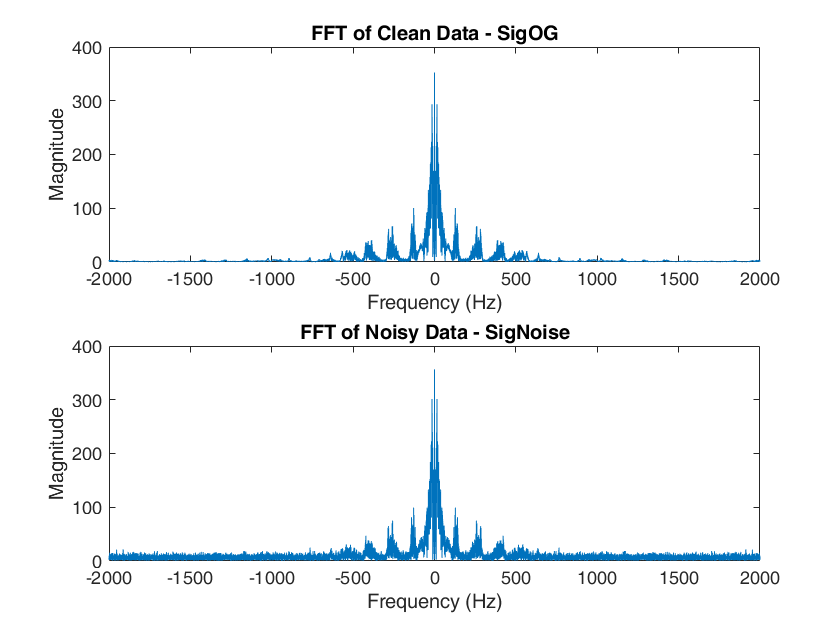 FFT of Clean Data - SigOG
400
300
200
100
0
Magnitude
-2000 -1500 -1000 -500 0 500 1000 1500 2000
Frequency (Hz)
FFT of Noisy Data - SigNoise
400
300
200
100
0
Magnitude
-2000 -1500 -1000 -500 0 500 1000 1500 2000
Frequency (Hz)